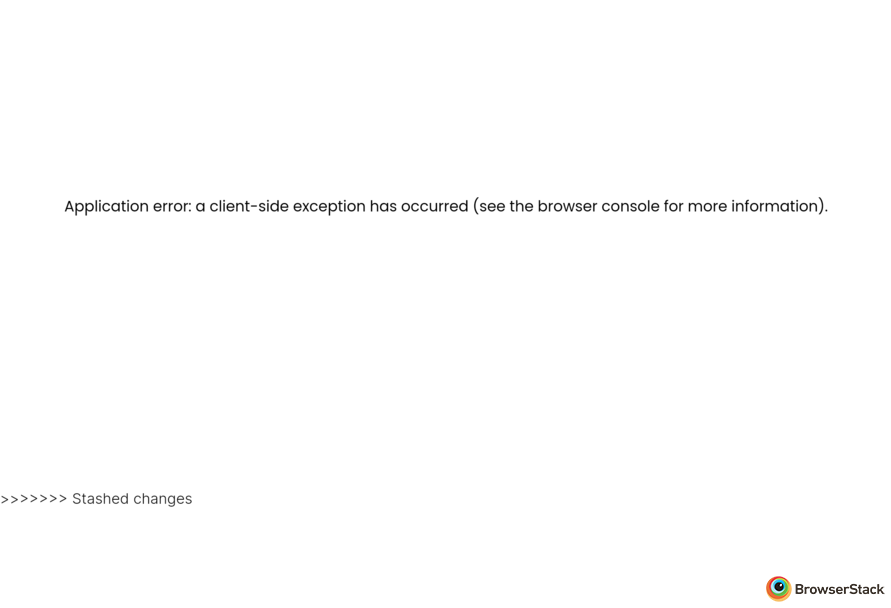 Application error: a client-side exception has occurred (see the browser console for more information).
>>>>>>> Stashed changes
BrowserStack